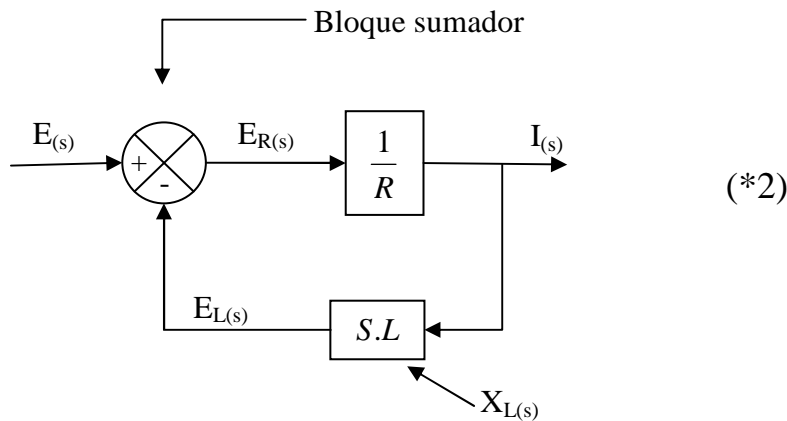 Bloque sumador
E(s)
+
-
ER(s)
1
R
I(s)
(*2)
EL(s)
S.L
XL(s)